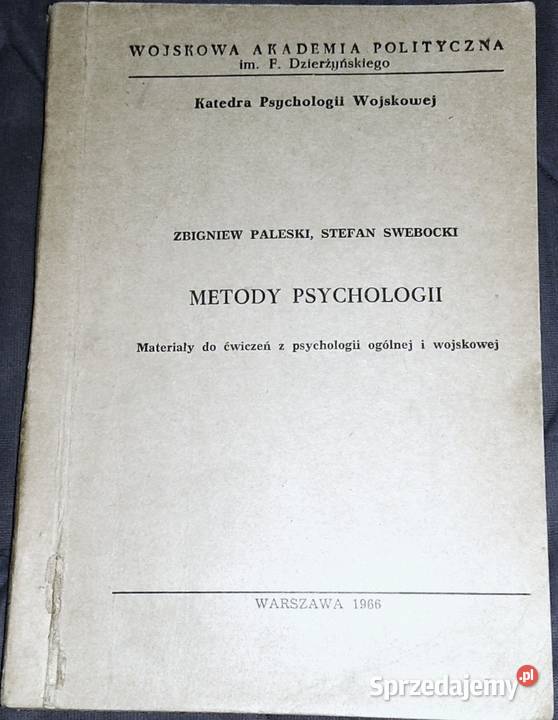 WOJSKOWA AKADEMIA POLITYCZNA
im. F. Dzierżyńskiego
Katedra Psychologii Wojskowej
ZBIGNIEW PALESKI, STEFAN SWEBOCKI
METODY PSYCHOLOGII
Materiały do ćwiczeń z psychologii ogólnej i wojskowej
WARSZAWA 1966
Sprzedajemy.pl